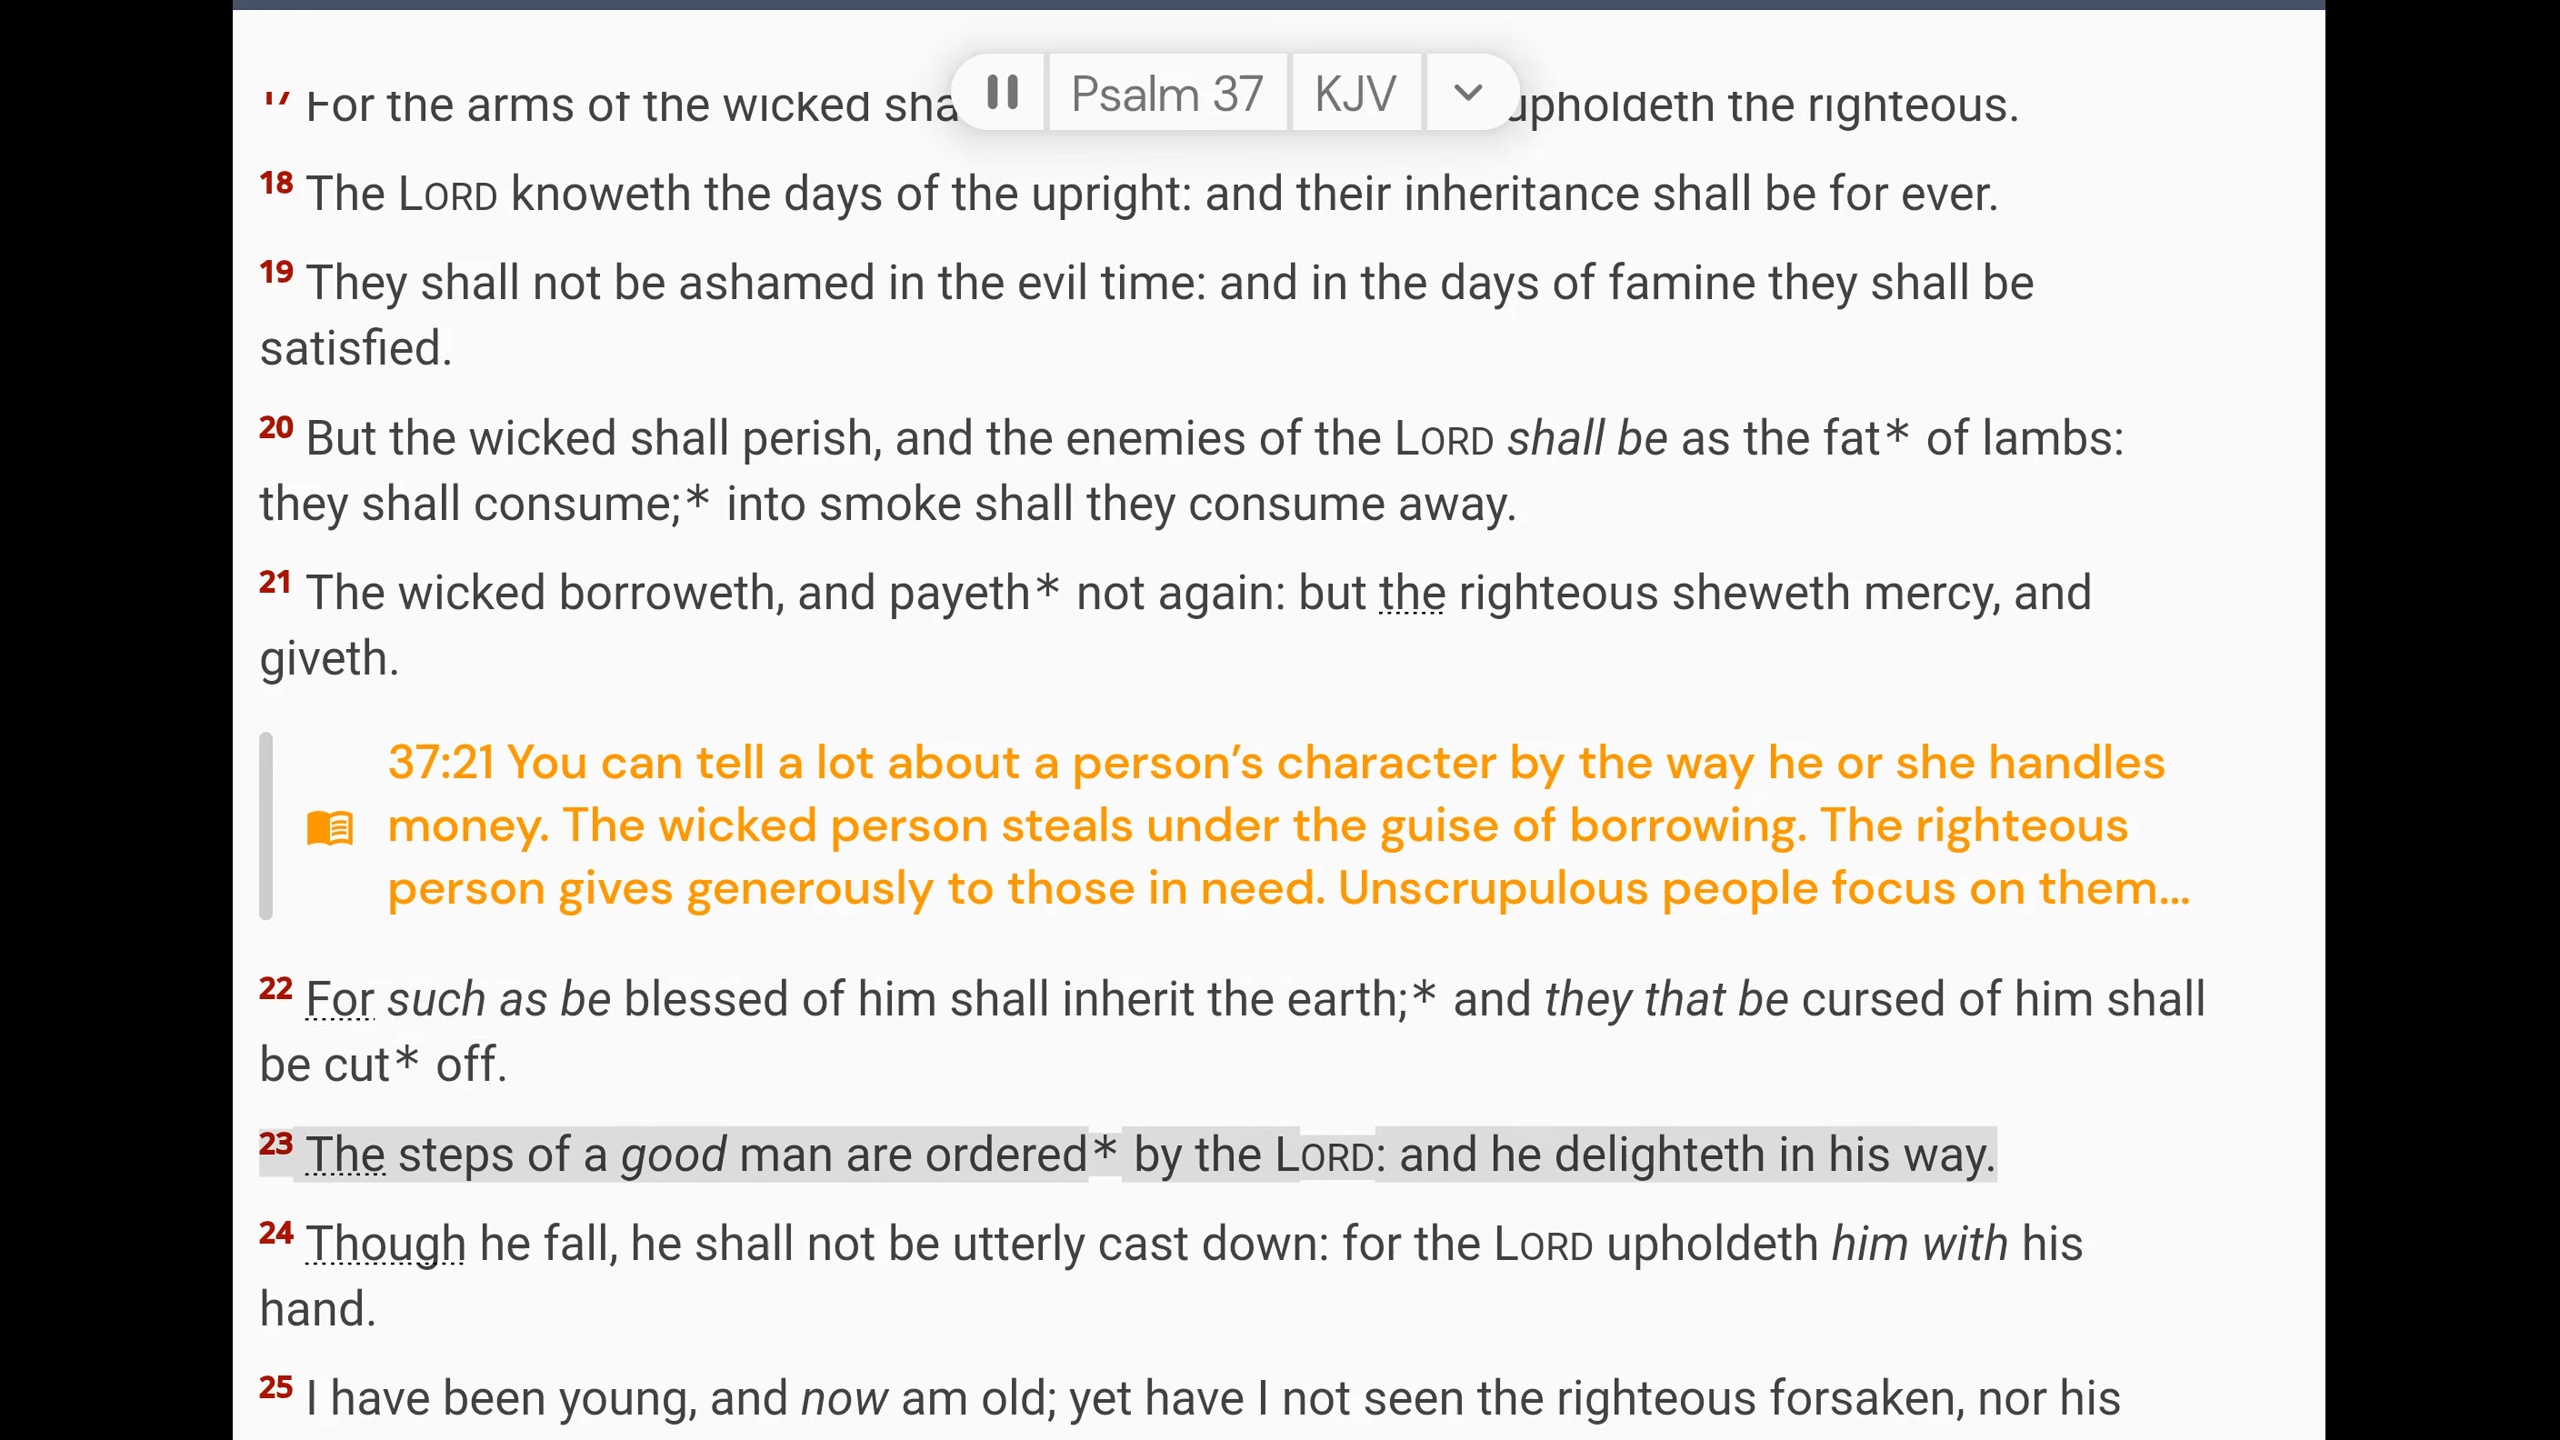 Psalm 37 KJV
17 For the arms of the wicked sha upholdeth the righteous.
18 The LORD knoweth the days of the upright: and their inheritance shall be for ever.
19 They shall not be ashamed in the evil time: and in the days of famine they shall be
satisfied.
20 But the wicked shall perish, and the enemies of the LORD shall be as the fat* of lambs:
they shall consume;* into smoke shall they consume away.
21 The wicked borroweth, and payeth* not again: but the righteous sheweth mercy, and
giveth.
37:21 You can tell a lot about a person’s character by the way he or she handles
money. The wicked person steals under the guise of borrowing. The righteous
person gives generously to those in need. Unscrupulous people focus on them...
22 For such as be blessed of him shall inherit the earth;* and they that be cursed of him shall
be cut* off.
23 The steps of a good man are ordered* by the LORD: and he delighteth in his way.
24 Though he fall, he shall not be utterly cast down: for the LORD upholdeth him with his
hand.
25 I have been young, and now am old; yet have I not seen the righteous forsaken, nor his